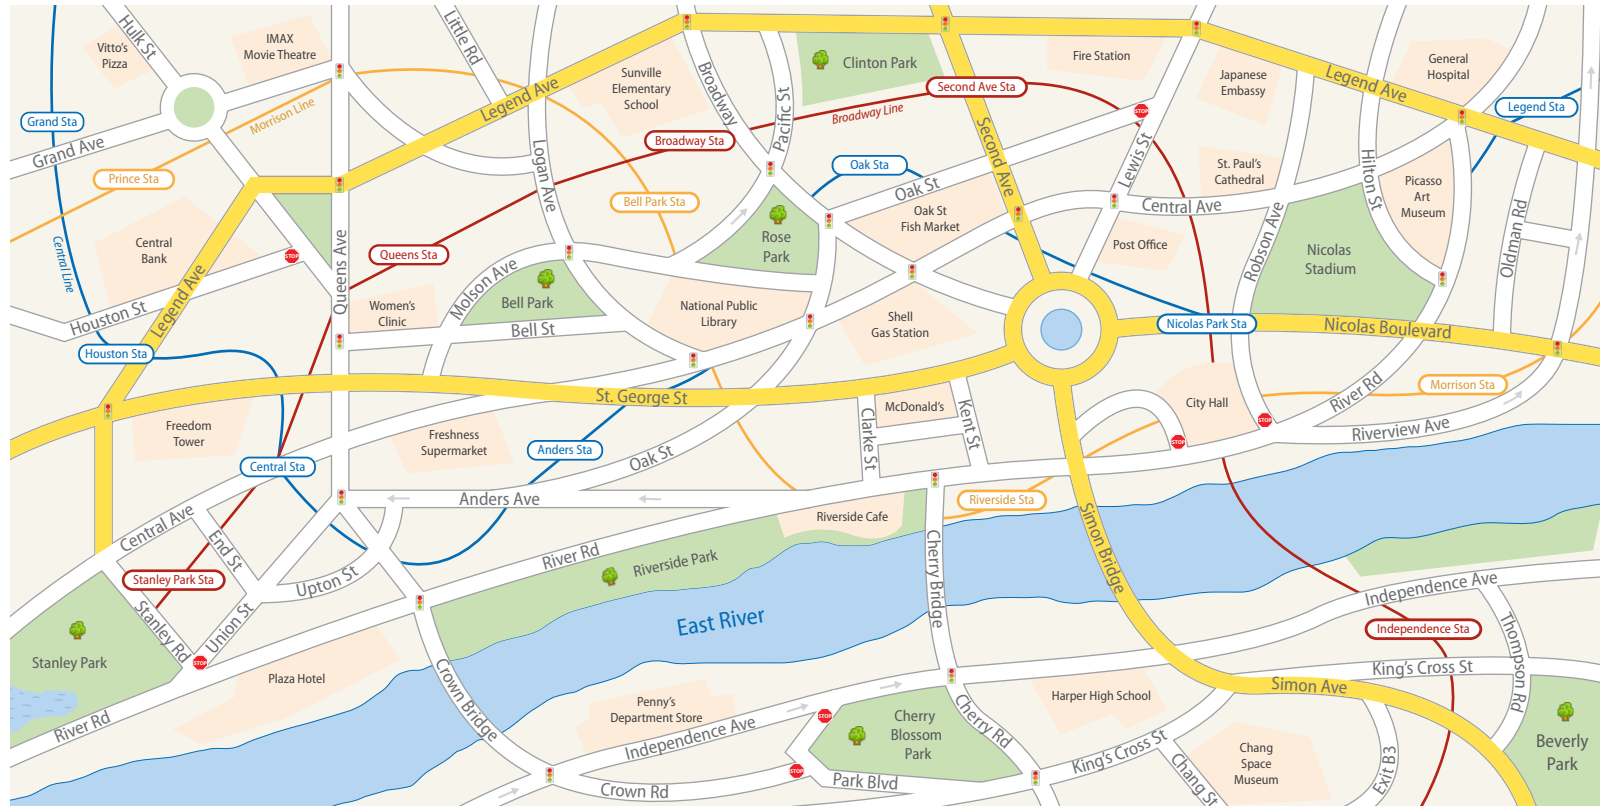 Hulk St
Vitto's
Pizza
IMAX
Movie Theatre
Little Rd
Grand Sta
Grand Ave
Morrison Line
Prince Sta
Central Line
Central
Bank
Houston St
Legend Ave
Houston Sta
Queens Ave
Legend Ave
Sunville
Elementary
School
Broadway
Pacific St
Clinton Park
Second Ave Sta
Broadway Line
Broadway Sta
Logan Ave
Bell Park Sta
Oak Sta
Oak St
Second Ave
Fire Station
STOP
Lewis St
Japanese
Embassy
Legend Ave
General
Hospital
Legend Sta
St. Paul's
Cathedral
Central Ave
Hilton St
Picasso
Art
Museum
Oldman Rd
Robson Ave
Nicolas
Stadium
Post Office
Oak St
Fish Market
Rose
Park
STOP
Queens Sta
Molson Ave
Bell Park
Women's
Clinic
Bell St
National Public
Library
Shell
Gas Station
Nicolas Park Sta
Nicolas Boulevard
Morrison Sta
River Rd
City Hall
STOP
STOP
Riverview Ave
St. George St
McDonald's
Clarke St
Kent St
Freedom
Tower
Freshness
Supermarket
Central Sta
Anders Sta
Oak St
Anders Ave
Central Ave
End St
Stanley Park Sta
Upton St
Union St
Stanley Rd
STOP
Stanley Park
River Rd
Plaza Hotel
River Rd
Riverside Park
Riverside Cafe
Riverside Sta
Cherry Bridge
Simon Bridge
East River
Crown Bridge
Penny's
Department Store
Independence Ave
STOP
STOP
Crown Rd
Park Blvd
Cherry
Blossom
Park
Cherry Rd
Harper High School
King's Cross St
Chang St
Chang
Space
Museum
Simon Ave
Exit B3
Independence Ave
Independence Sta
King's Cross St
Thompson Rd
Beverly
Park